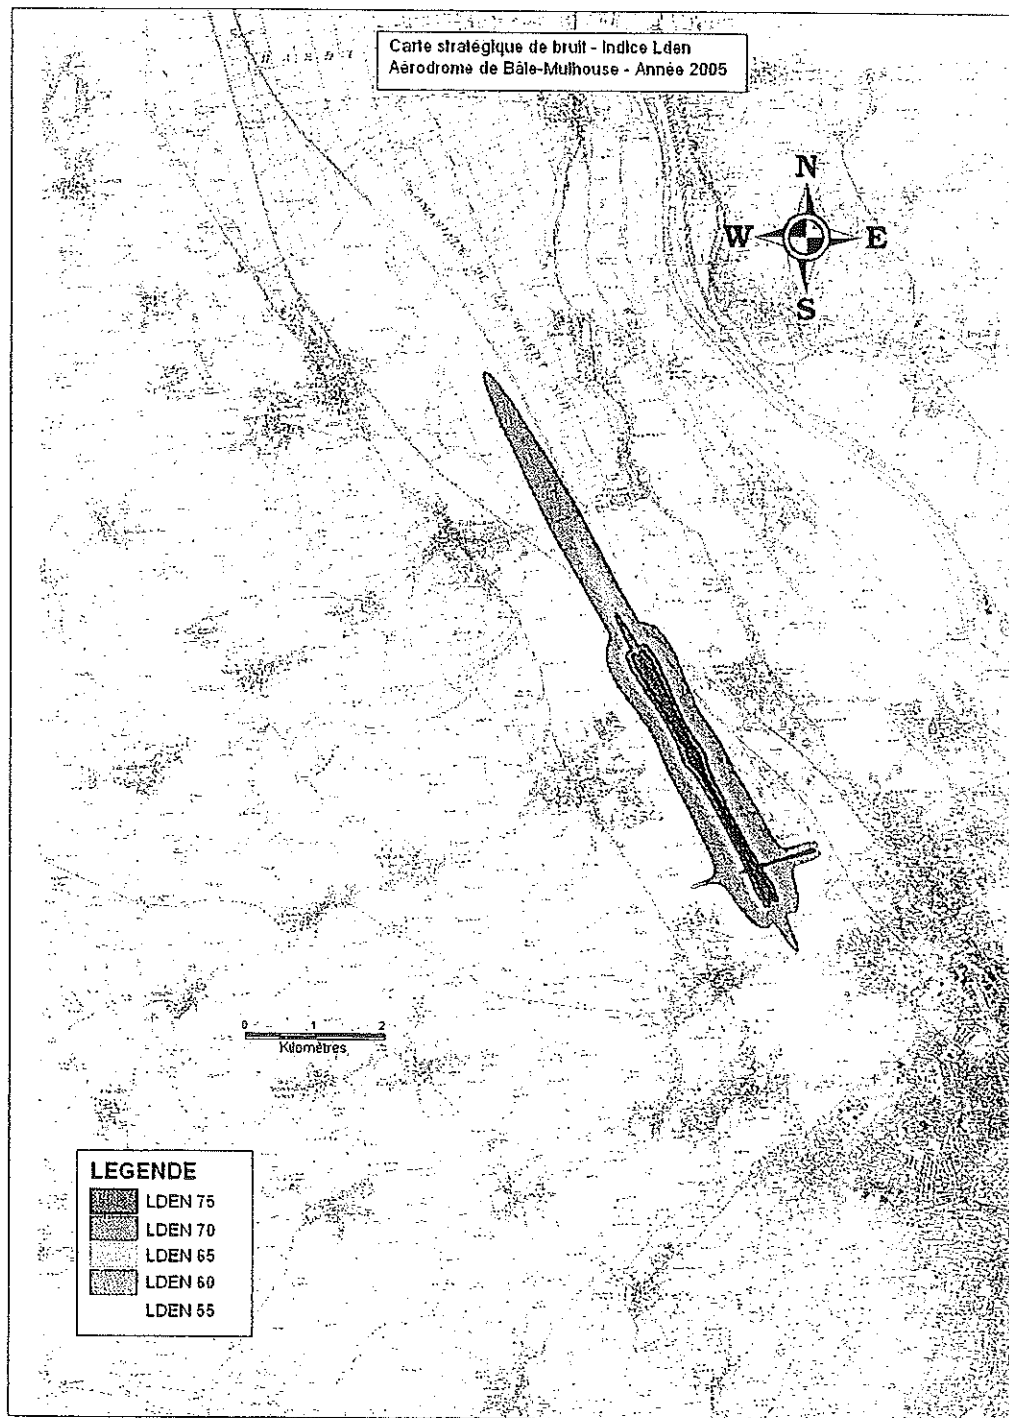 Carte stratégique de bruit - Indice Lden
Aérodrome de Bâle-Mulhouse - Année 2005
N
W E
S
0 1 2
Kilomètres
LEGENDE
LDEN 75
LDEN 70
LDEN 65
LDEN 60
LDEN 55